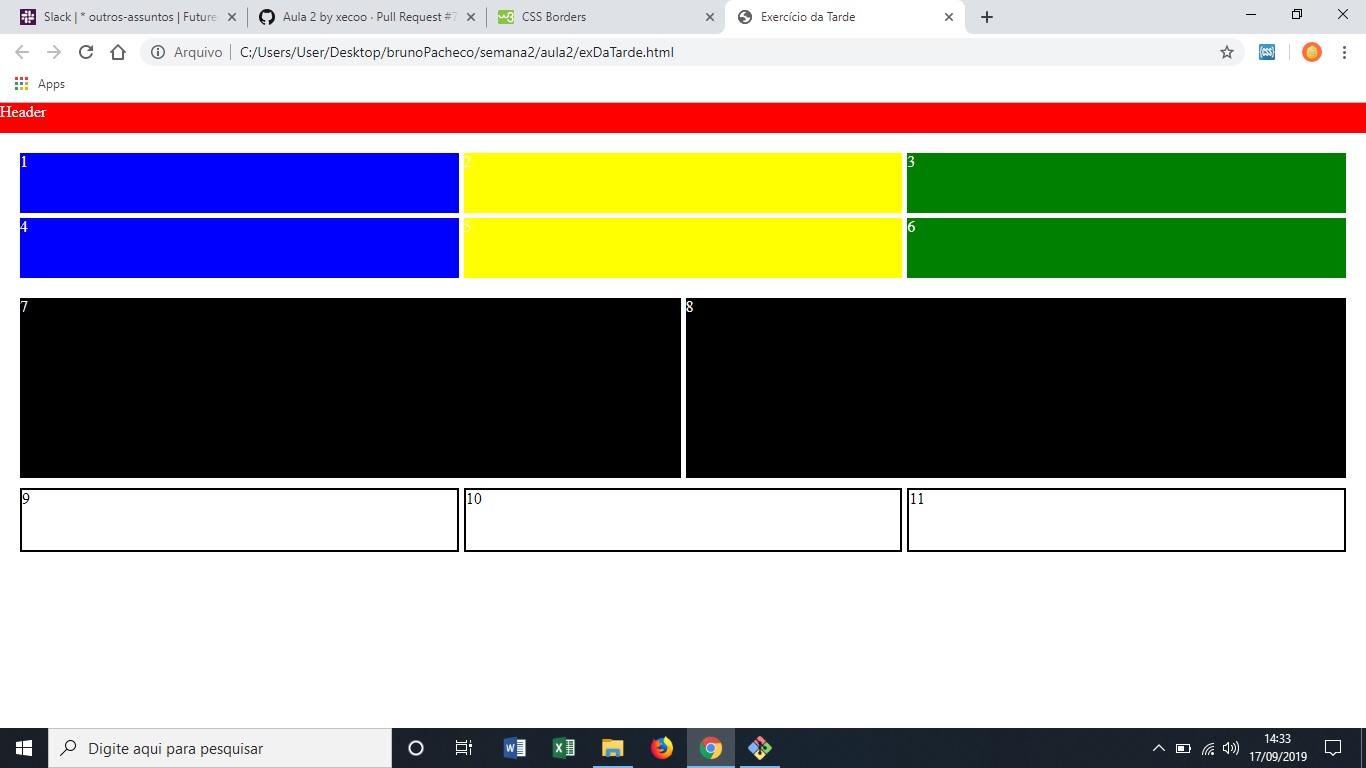 Slack | * outros-assuntos | Future
Aula 2 by xecoo · Pull Request #7
CSS Borders
Exercício da Tarde
Arquivo
C:/Users/User/Desktop/brunoPacheco/semana2/aula2/exDaTarde.html
Apps
Header
1
2
3
4
5
6
7
8
9
10
11
Digite aqui para pesquisar
14:33
17/09/2019